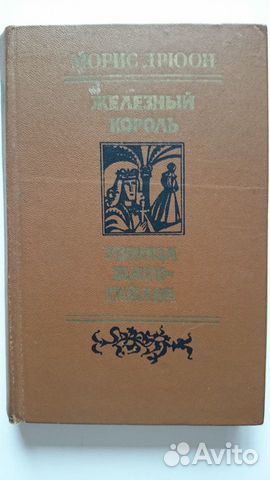 МОРИС ДРЮОН
ЖЕЛЕЗНЫЙ
КОРОЛЬ
УЗНИЦА
ШАТО-
ГАЙАРА
Avito